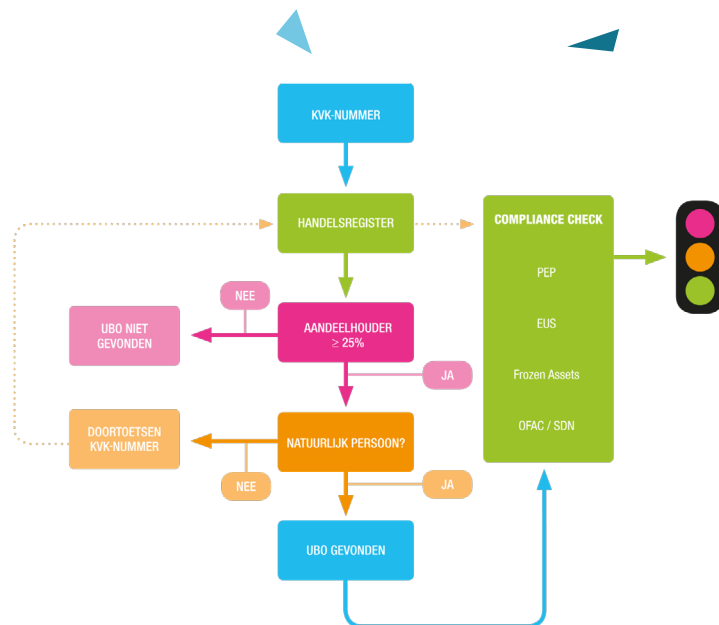 KVK-NUMMER
HANDELSREGISTER
COMPLIANCE CHECK
PEP
EUS
Frozen Assets
OFAC / SDN
NEE
UBO NIET
GEVONDEN
AANDEELHOUDER
≥ 25%
JA
DOORTOETSEN
KVK-NUMMER
NATUURLIJK PERSOON?
NEE
JA
UBO GEVONDEN